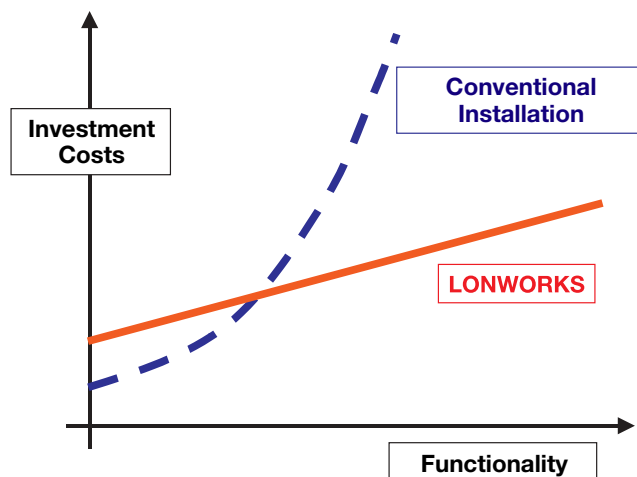 Conventional
Installation
Investment
Costs
LONWORKS
Functionality